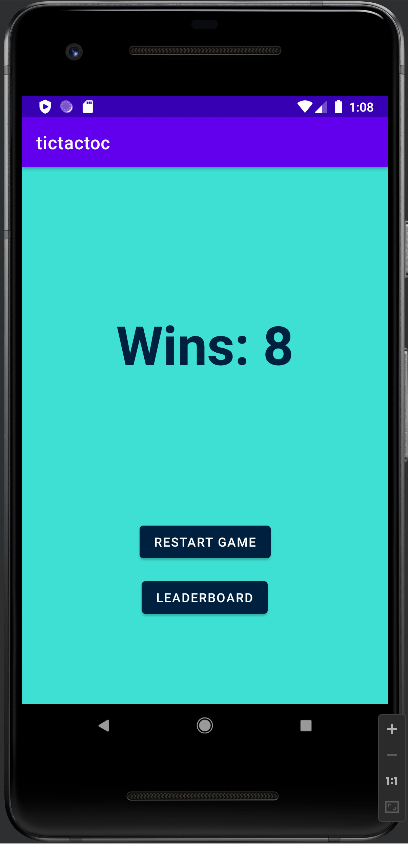 1:08
tictactoc
Wins: 8
RESTART GAME
LEADERBOARD
1:1